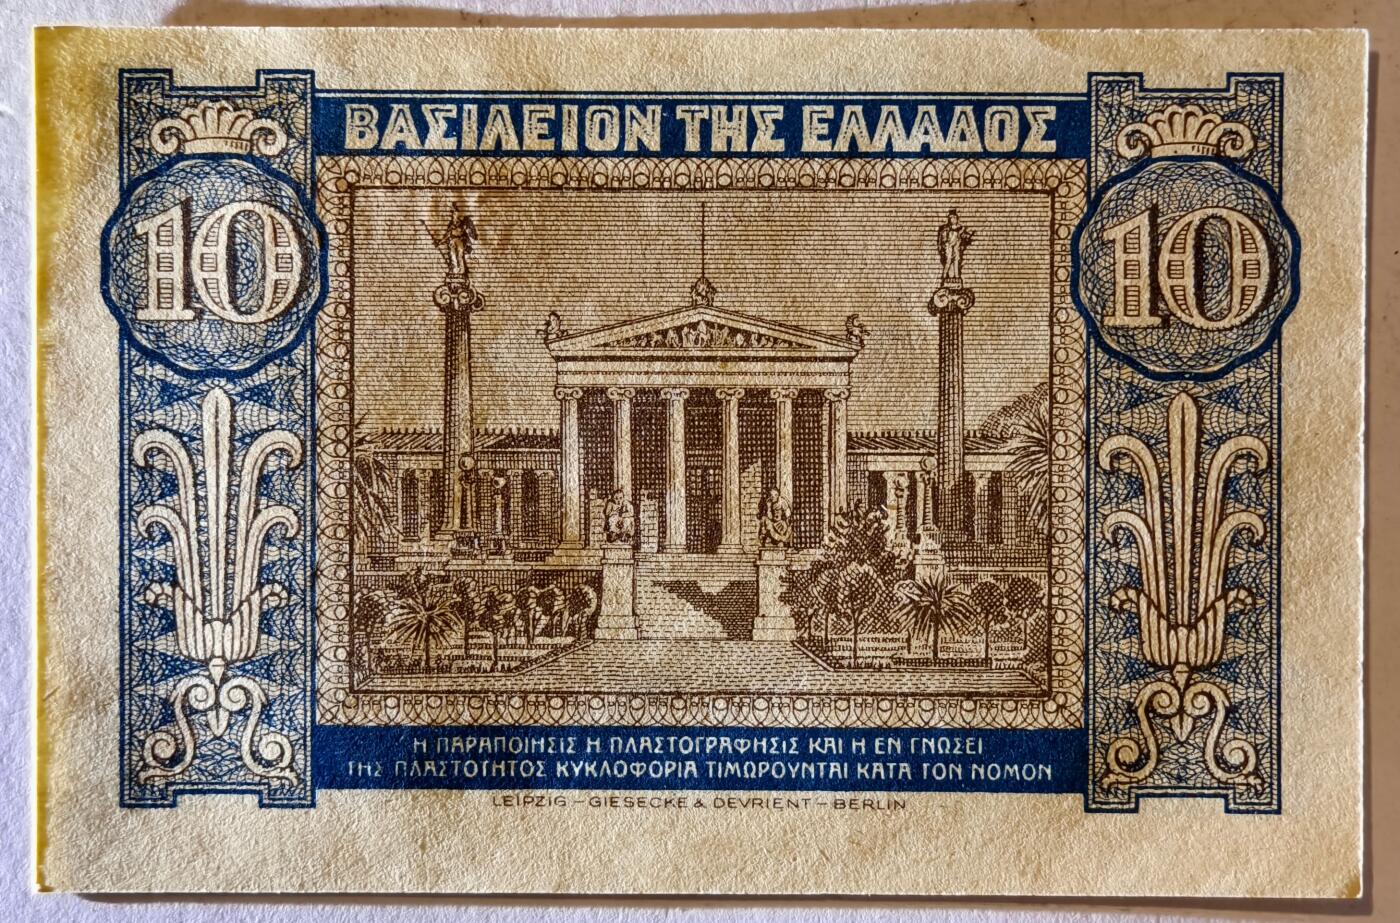 ΒΑΣΙΛΕΙΟΝ ΤΗΣ ΕΛΛΑΔΟΣ
10 10
Η ΠΑΡΑΠΟΙΗΣΙΣ Η ΠΛΑΣΤΟΓΡΑΦΗΣΙΣ ΚΑΙ Η ΕΝ ΓΝΩΣΕΙ
ΤΗΣ ΠΛΑΣΤΟΤΗΤΟΣ ΚΥΚΛΟΦΟΡΙΑ ΤΙΜΩΡΟΥΝΤΑΙ ΚΑΤΑ ΤΟΝ ΝΟΜΟΝ
LEIPZIG – GIESECKE & DEVRIENT – BERLIN